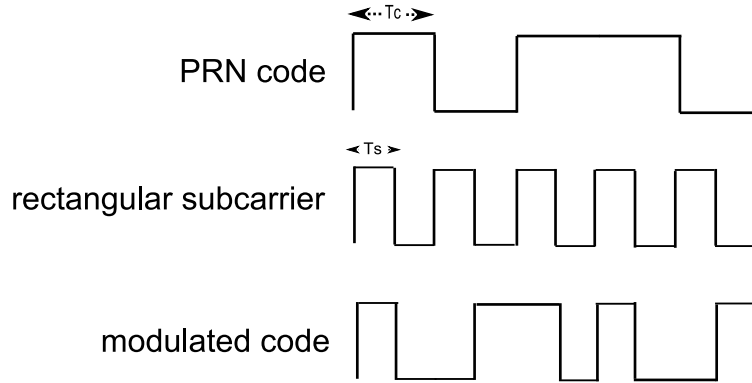 Tc
PRN code
Ts
rectangular subcarrier
modulated code